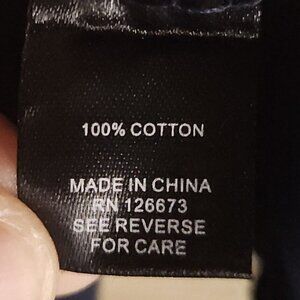 100% COTTON
MADE IN CHINA
RN 126673
SEE REVERSE
FOR CARE